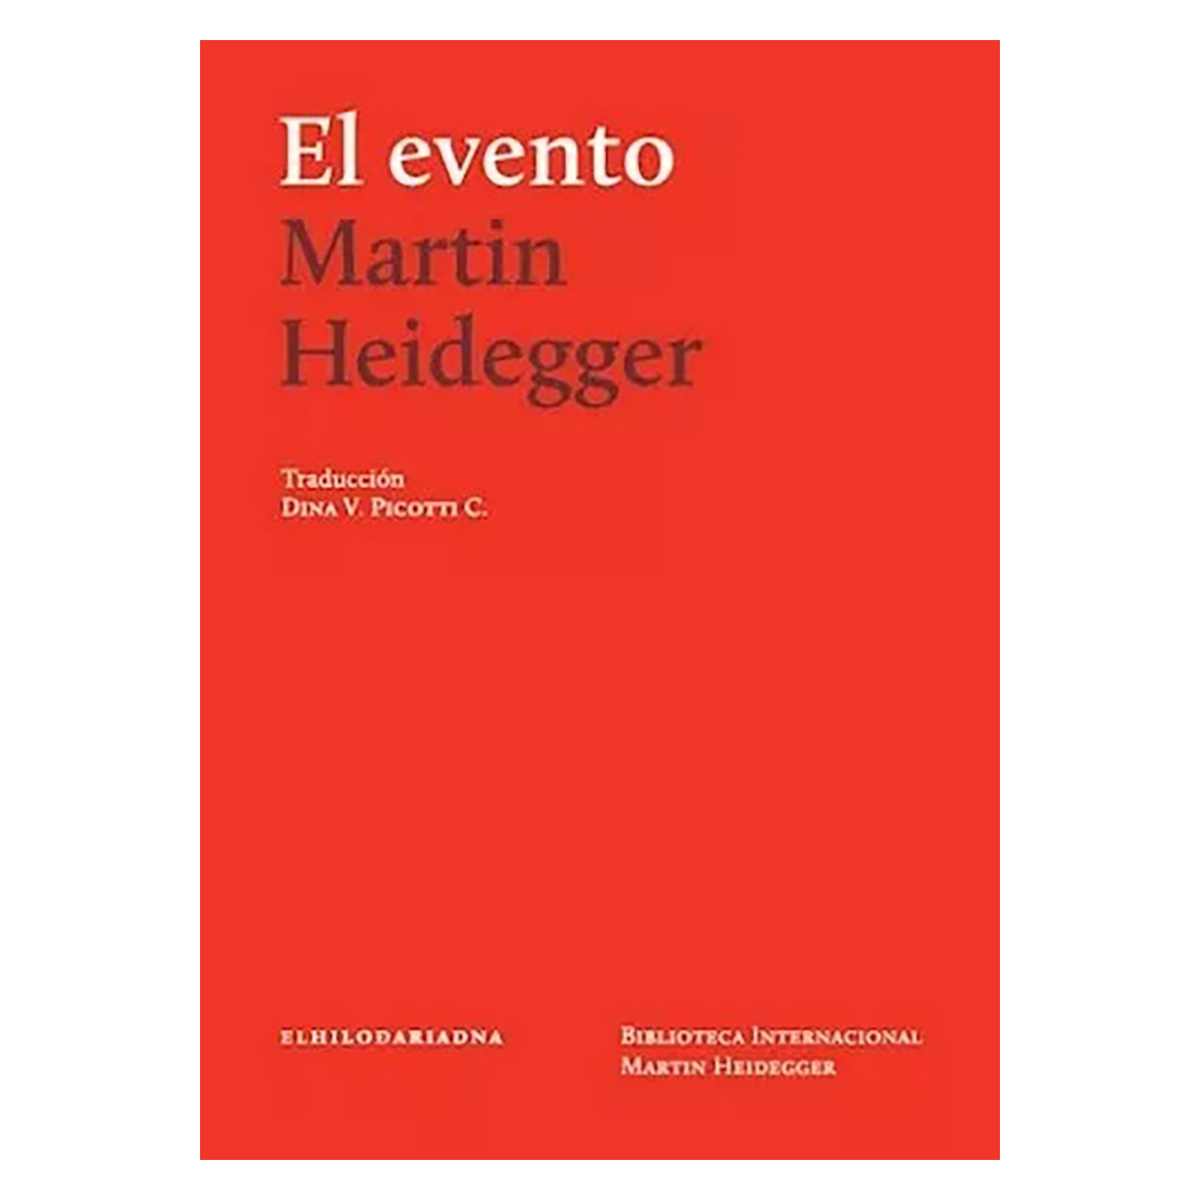 El evento
Martin
Heidegger
Traducción
DINA V. PICOTTI C.
ELHILODARIADNA
BIBLIOTECA INTERNACIONAL
MARTIN HEIDEGGER